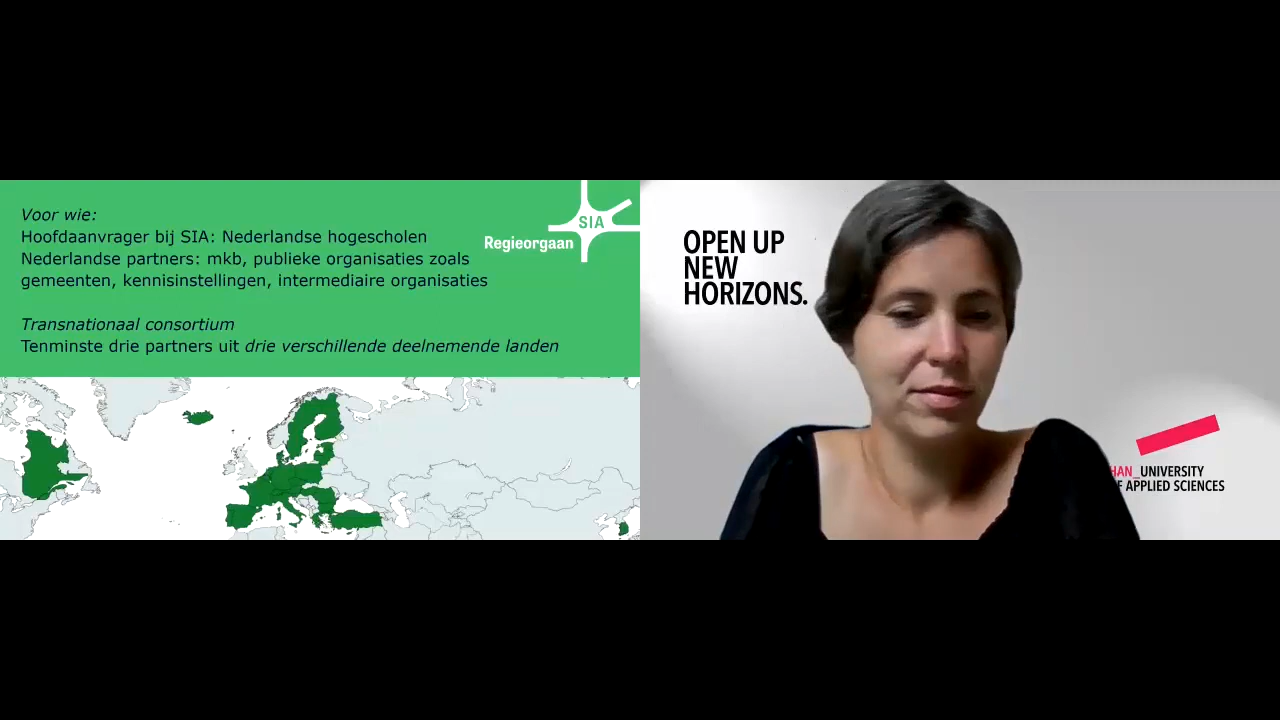 Voor wie:
Hoofdaanvrager bij SIA: Nederlandse hogescholen
Nederlandse partners: mkb, publieke organisaties zoals
gemeenten, kennisinstellingen, intermediaire organisaties
Transnationaal consortium
Tenminste drie partners uit drie verschillende deelnemende landen
SIA
Regieorgaan
OPEN UP
NEW
HORIZONS.
HAN_UNIVERSITY
F APPLIED SCIENCES